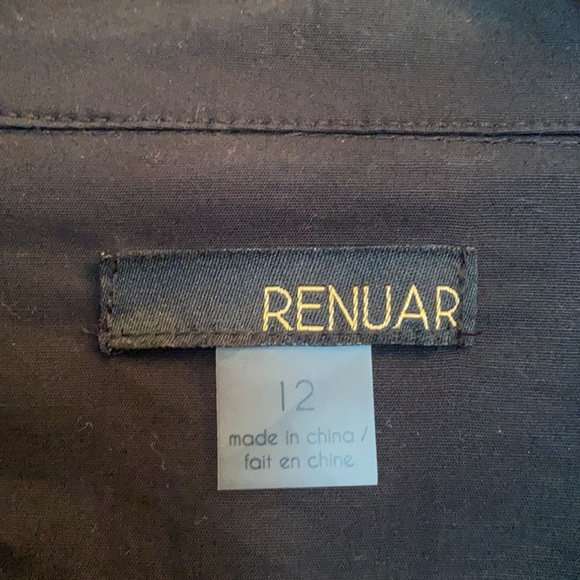 RENUAR
12
made in china /
fait en chine